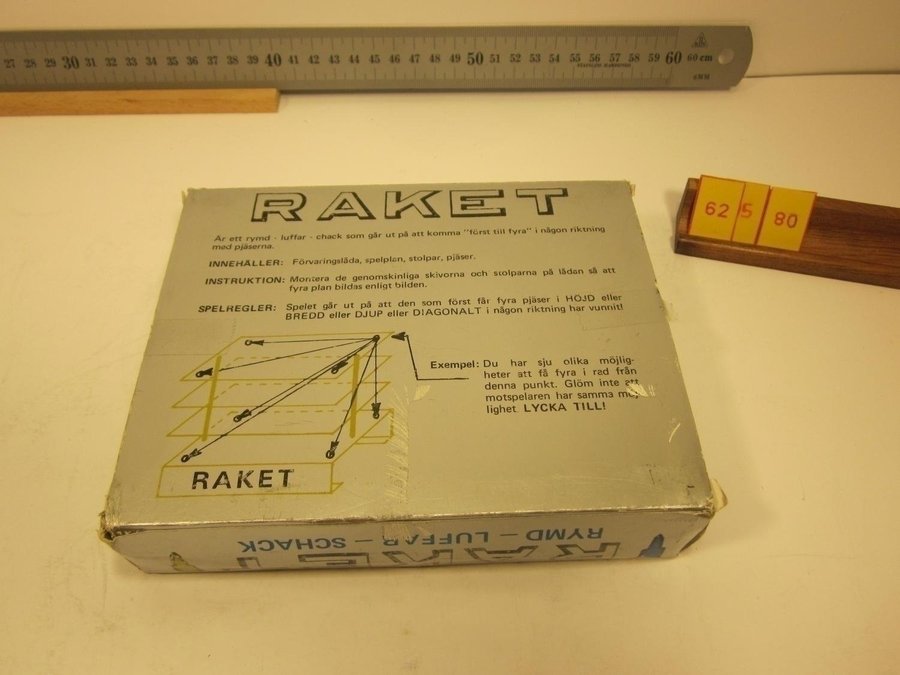 27 28 29 30 31 32 33 34 35 36 37 38 39 40 41 42 43 44 45 46 47 48 49 50 51 52 53 54 55 56 57 58 59 60 60 cm
62 5 80
RAKET
Är ett rymd - luffar - chack som går ut på att komma "först till fyra" i någon riktning
med pjäserna.
INNEHÅLLER: Förvaringslåda, spelplan, stolpar, pjäser.
INSTRUKTION: Montera de genomskinliga skivorna och stolparna på lådan så att
fyra plan bildas enligt bilden.
SPELREGLER: Spelet går ut på att den som först får fyra pjäser i HÖJD eller
BREDD eller DJUP eller DIAGONALT i någon riktning har vunnit!
Exempel: Du har sju olika möjlig-
heter att få fyra i rad från
denna punkt. Glöm inte att
motspelaren har samma möj
lighet LYCKA TILL!
RAKET
RAKET
RYMD - LUFFAR - SCHACK